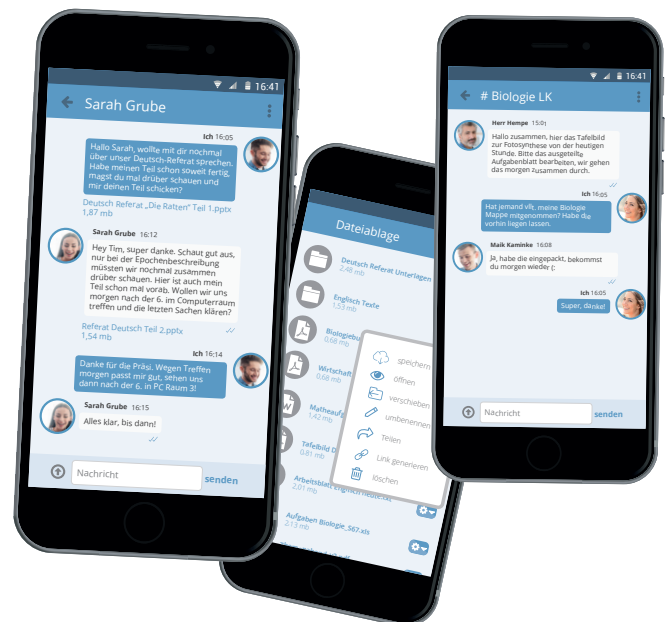 16:41
Sarah Grube
Ich 16:05
Hallo Sarah, wollte mit dir nochmal
über unser Deutsch-Referat sprechen.
Habe meinen Teil schon soweit fertig,
magst du mal drüber schauen und
mir deinen Teil schicken?
Deutsch Referat „Die Ratten" Teil 1.pptx
1,87 mb
Sarah Grube 16:12
Hey Tim, super danke. Schaut gut aus,
nur bei der Epochenbeschreibung
müssten wir nochmal zusammen
drüber schauen. Hier ist auch mein
Teil schon mal vorab. Wollen wir uns
morgen nach der 6. im Computerraum
treffen und die letzten Sachen klären?
Referat Deutsch Teil 2.pptx
1,54 mb
Ich 16:14
Danke für die Präsi. Wegen Treffen
morgen passt mir gut, sehen uns
dann nach der 6. in PC Raum 3!
Sarah Grube 16:15
Alles klar, bis dann!
Nachricht
senden
Dateiablage
Deutsch Referat Unterlagen
2,48 mb
Englisch Texte
1,53 mb
Biologiebu
0.68 mb
Wirtschaft
0.66 mb
Matheauf
1,42 mb
Tafelbild D
0.81 mb
Arbeitsblatt Englisch
2,01 mb
Aufgaben Biologie_S67.xls
2.13 mb
speichern
öffnen
verschieben
umbenennen
Teilen
Link generieren
löschen
16:41
# Biologie LK
Herr Hempe 15:01
Hallo zusammen, hier das Tafelbild
zur Fotosynthese von der heutigen
Stunde. Bitte das ausgeteilte
Aufgabenblatt bearbeiten, wir gehen
das morgen zusammen durch.
Ich 16:05
Hat jemand vllt. meine Biologie
Mappe mitgenommen? Habe die
vorhin liegen lassen.
Maik Kaminke 16:08
Ja, habe die eingepackt, bekommst
du morgen wieder (:
Ich 16:05
Super, danke!
Nachricht
senden